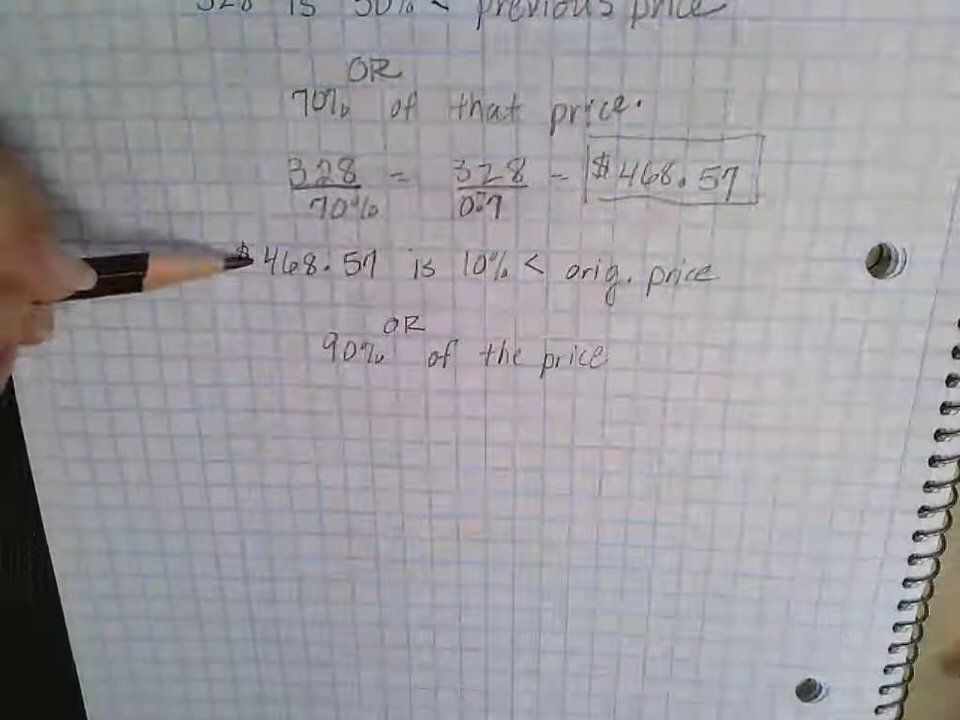 328 is 30% < previous price
OR
70% of that price.
328 = 328 = $468.57
70% 0.7
$468.57 is 10% < orig. price
OR
90% of the price